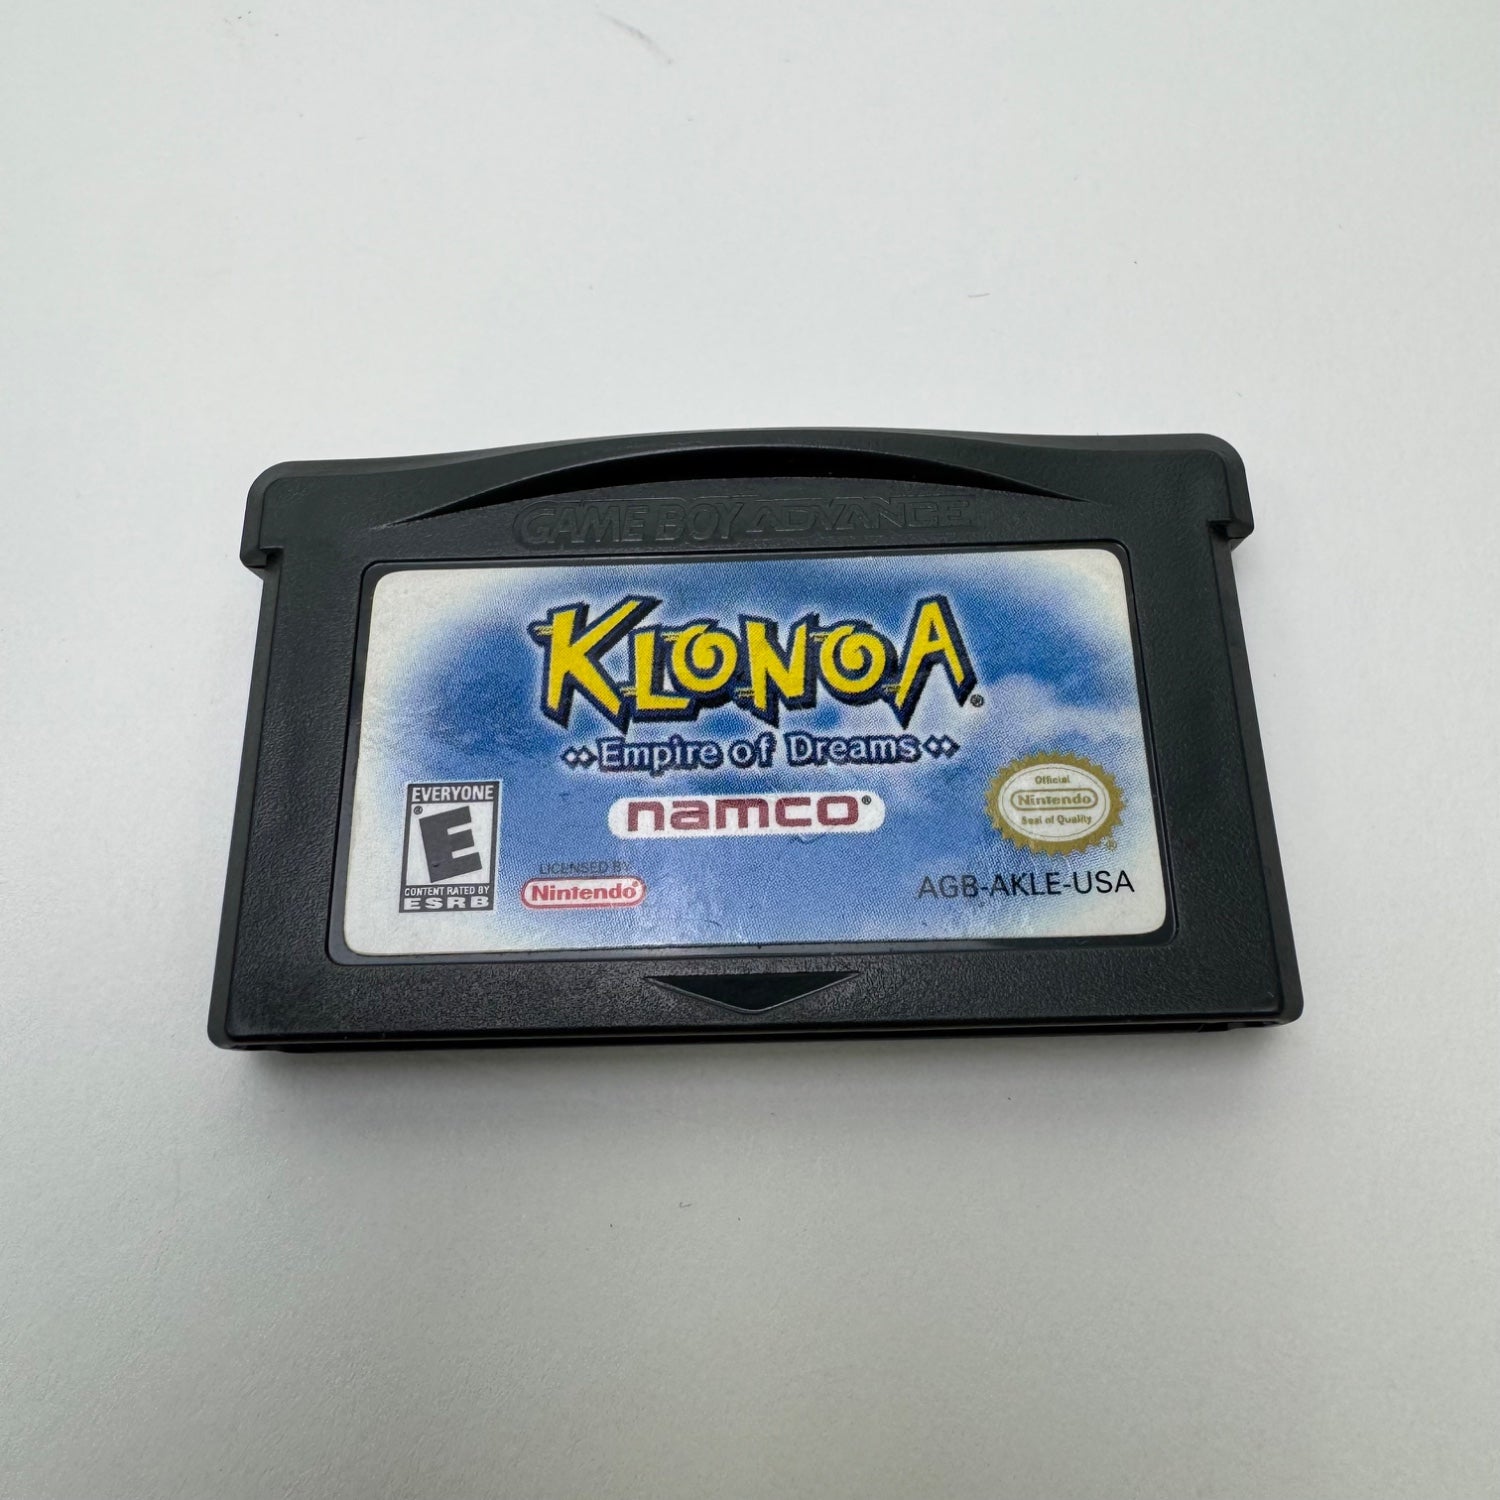 GAME BOY ADVANCE
KLONOA®
Empire of Dreams
namco®
EVERYONE
E®
CONTENT RATED BY
ESRB
LICENSED BY
Nintendo®
Official
Nintendo
Seal of Quality
®
AGB-AKLE-USA